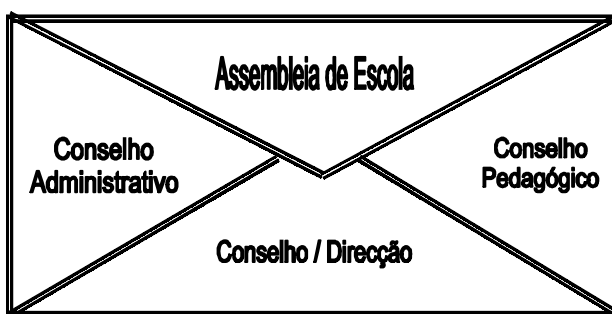 Assembleia de Escola
Conselho
Administrativo
Conselho
Pedagógico
Conselho / Direcção